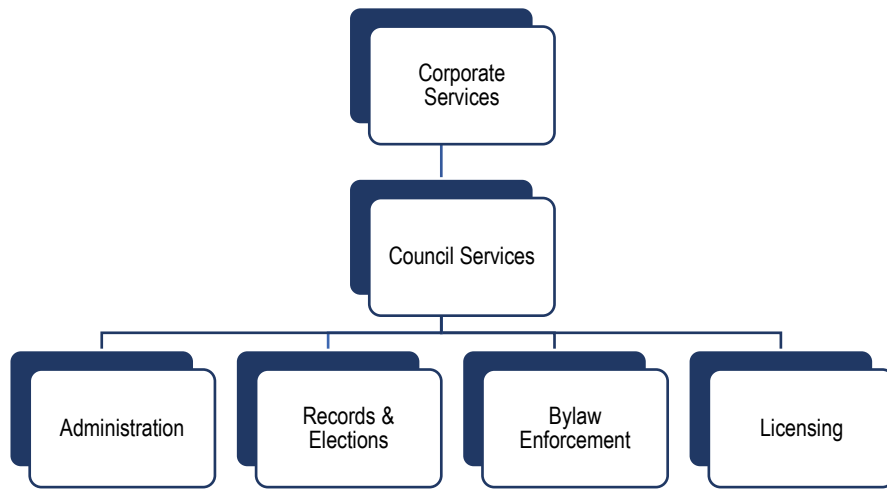 Corporate
Services
Council Services
Administration
Records &
Elections
Bylaw
Enforcement
Licensing